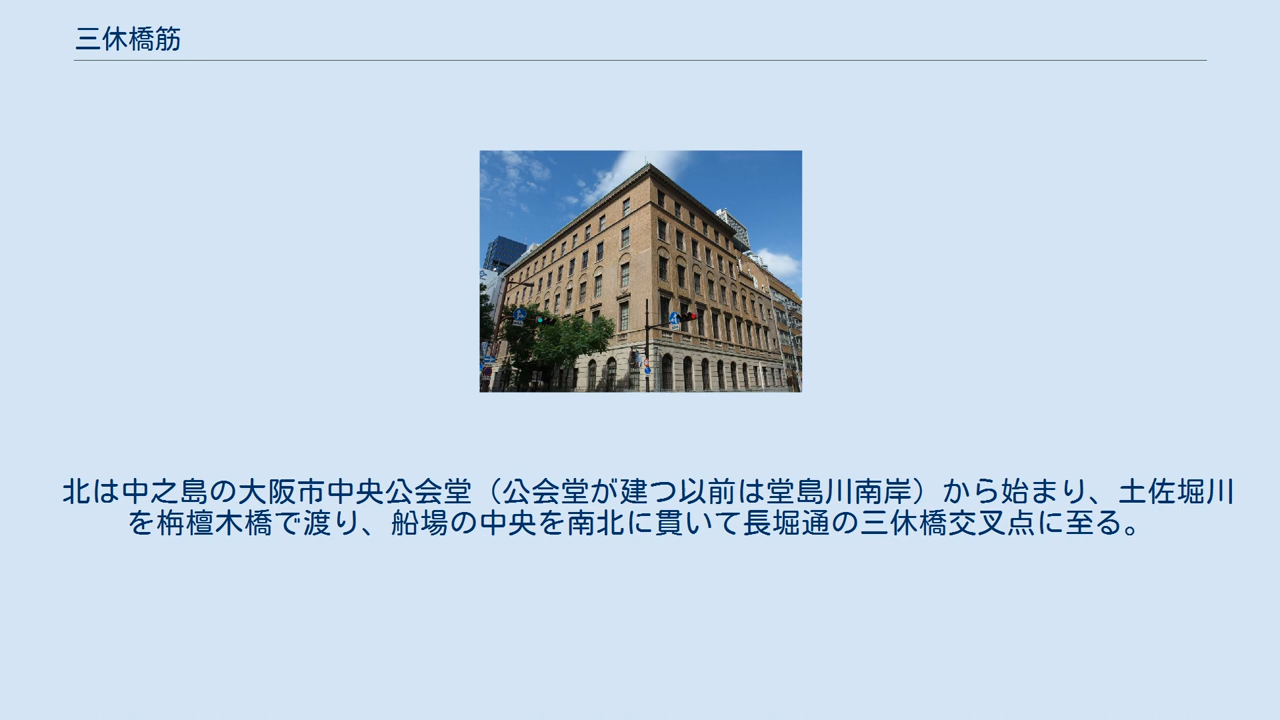 三休橋筋
北は中之島の大阪市中央公会堂（公会堂が建つ以前は堂島川南岸）から始まり、土佐堀川
を栴檀木橋で渡り、船場の中央を南北に貫いて長堀通の三休橋交叉点に至る。